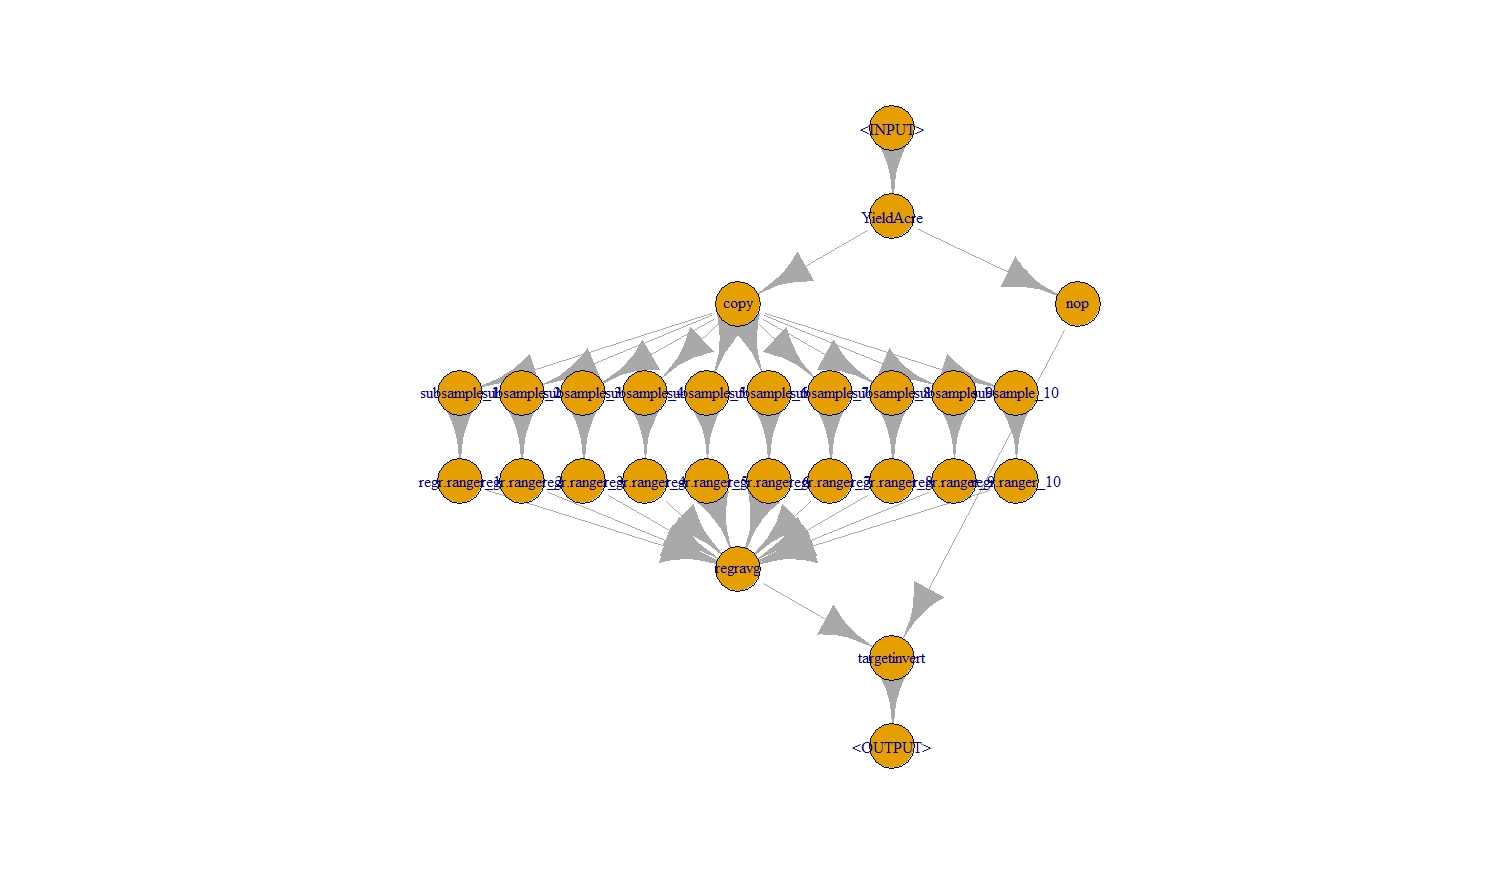 <INPUT>
YieldAcre
copy
nop
subsample_1
subsample_2
subsample_3
subsample_4
subsample_5
subsample_6
subsample_7
subsample_8
subsample_9
subsample_10
regr.ranger_1
regr.ranger_2
regr.ranger_3
regr.ranger_4
regr.ranger_5
regr.ranger_6
regr.ranger_7
regr.ranger_8
regr.ranger_9
regr.ranger_10
regravg
targetinvert
<OUTPUT>